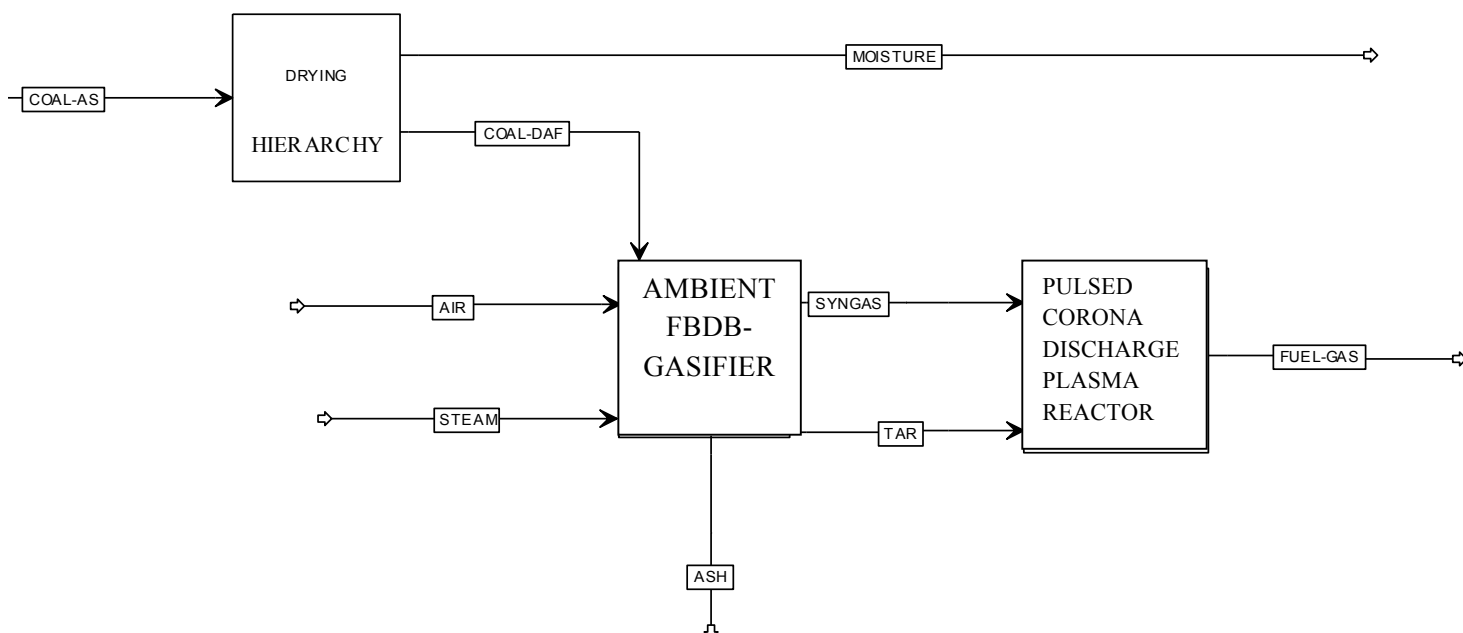 MOISTURE
DRYING
HIERARCHY
COAL-AS
COAL-DAF
AMBIENT
FBDB-
GASIFIER
AIR
STEAM
SYNGAS
TAR
ASH
PULSED
CORONA
DISCHARGE
PLASMA
REACTOR
FUEL-GAS